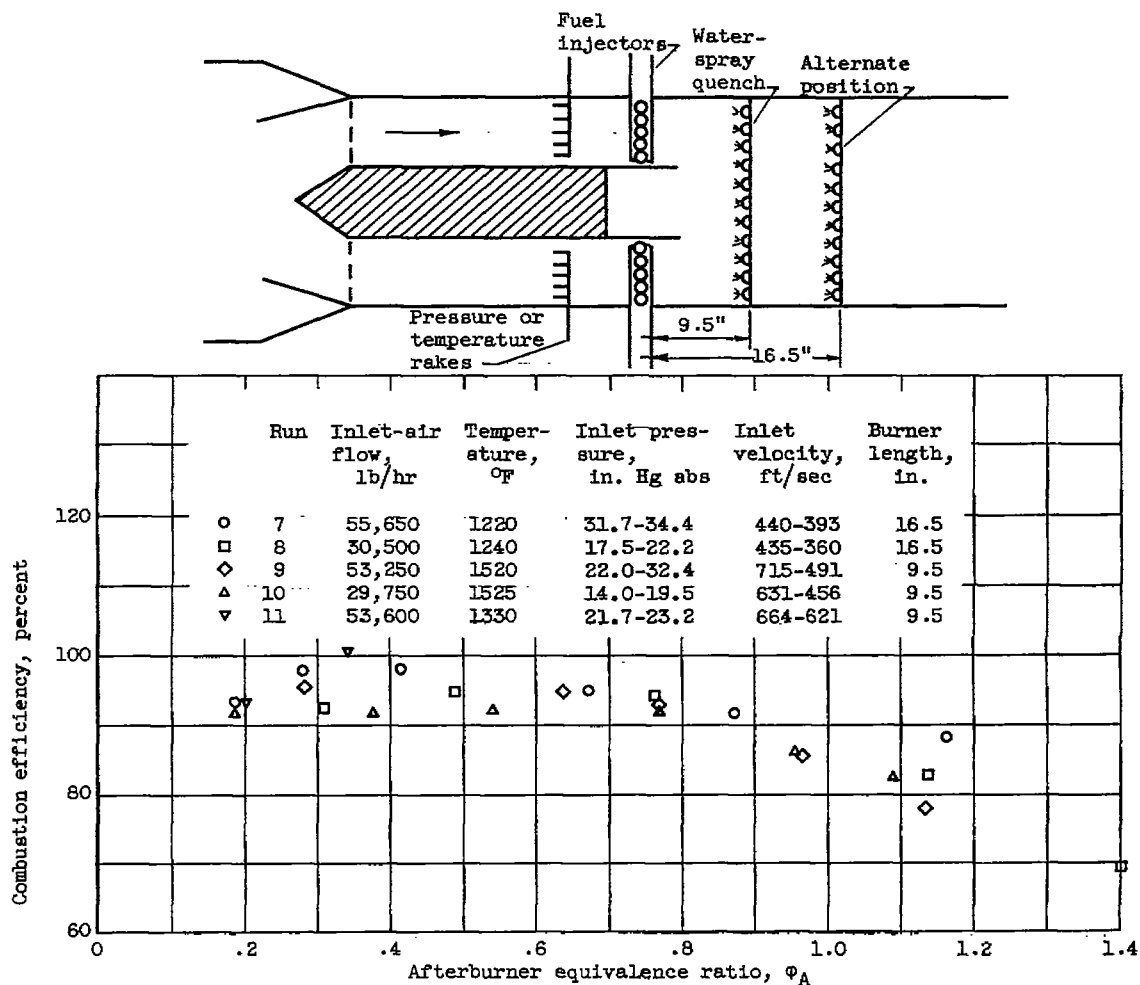 Fuel
injectors
Water-
spray
quench
Alternate
position
Pressure or
temperature
rakes
9.5"
16.5"
Run Inlet-air flow, lb/hr Temper-ature, °F Inlet pres-sure, in. Hg abs Inlet velocity, ft/sec Burner length, in.
7 55,650 1220 31.7-34.4 440-393 16.5
8 30,500 1240 17.5-22.2 435-360 16.5
9 53,250 1520 22.0-32.4 715-491 9.5
10 29,750 1525 14.0-19.5 631-456 9.5
11 53,600 1330 21.7-23.2 664-621 9.5
Combustion efficiency, percent
120
100
80
60
0 .2 .4 .6 .8 1.0 1.2 1.4
Afterburner equivalence ratio, φA